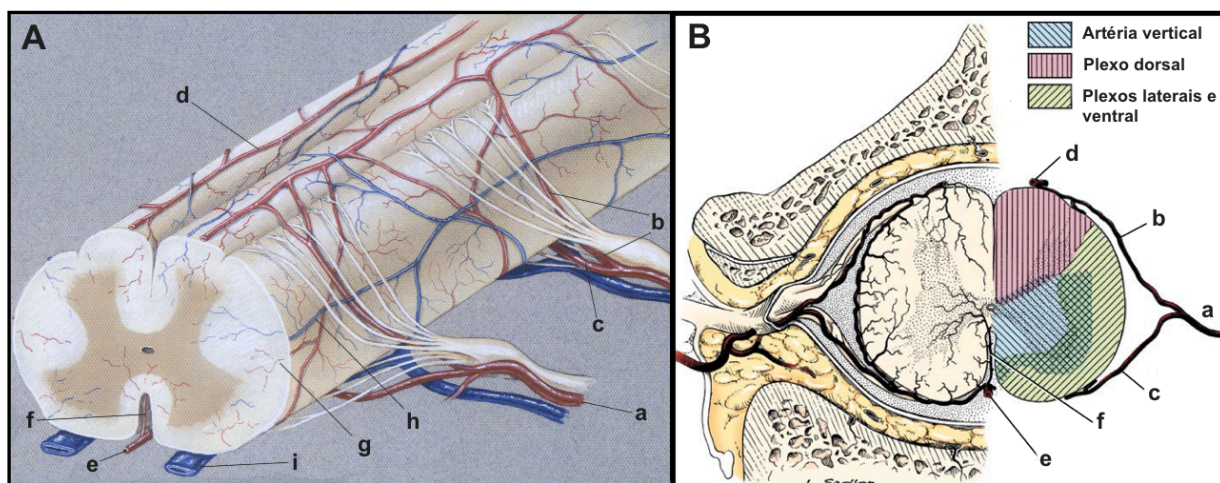 A
d
b
c
a
f
h
g
e
i
B
Artéria vertical
Plexo dorsal
Plexos laterais e
ventral
d
b
a
c
f
e